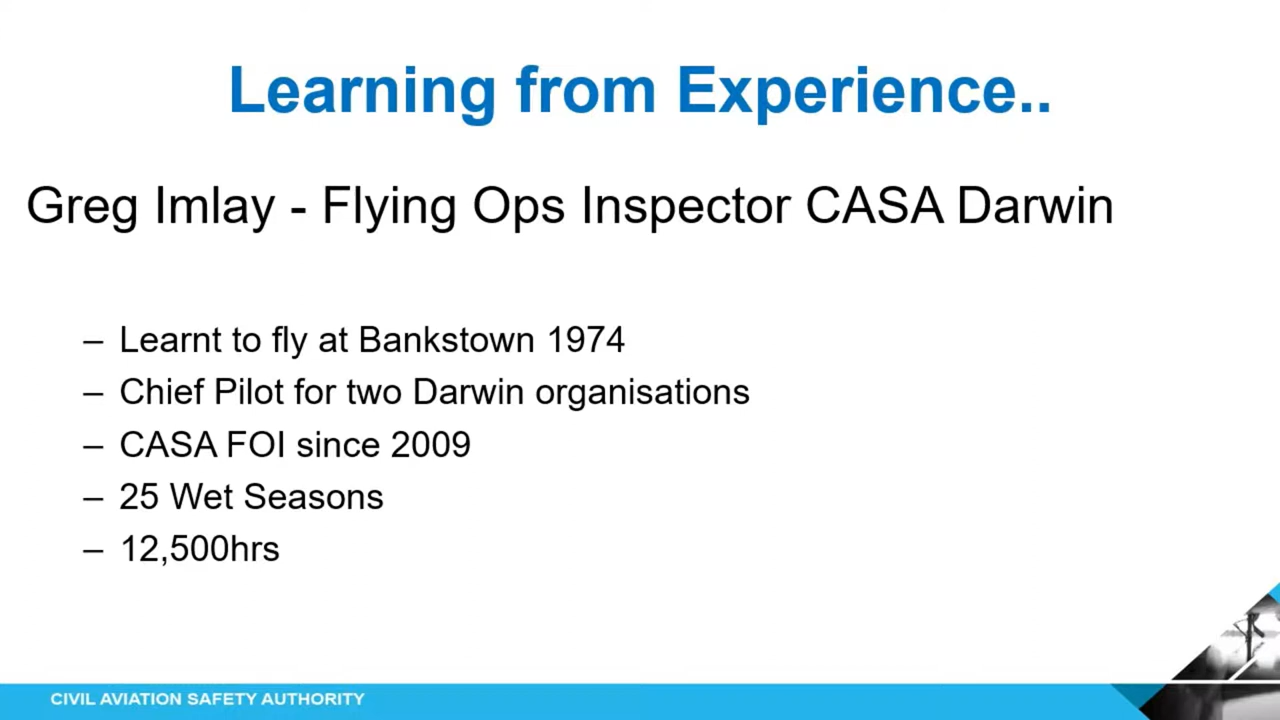 Learning from Experience..
Greg Imlay - Flying Ops Inspector CASA Darwin
– Learnt to fly at Bankstown 1974
– Chief Pilot for two Darwin organisations
– CASA FOI since 2009
– 25 Wet Seasons
– 12,500hrs
CIVIL AVIATION SAFETY AUTHORITY